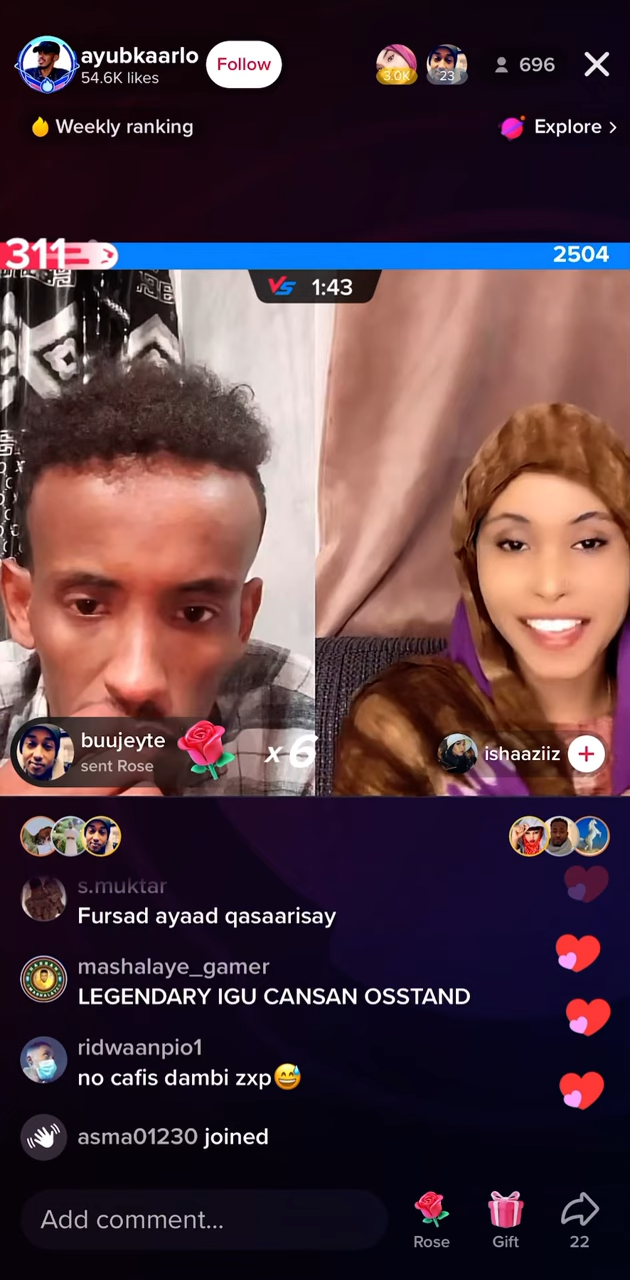 ayubkaarlo
54.6K likes
Follow
3.0K
23
696
Weekly ranking
Explore
311
2504
VS 1:43
buujeyte
sent Rose
x6
ishaaziiz
s.muktar
Fursad ayaad qasaarisay
mashalaye_gamer
LEGENDARY IGU CANSAN OSSTAND
ridwaanpio1
no cafis dambi zxp😅
asma01230 joined
Add comment...
Rose
Gift
22